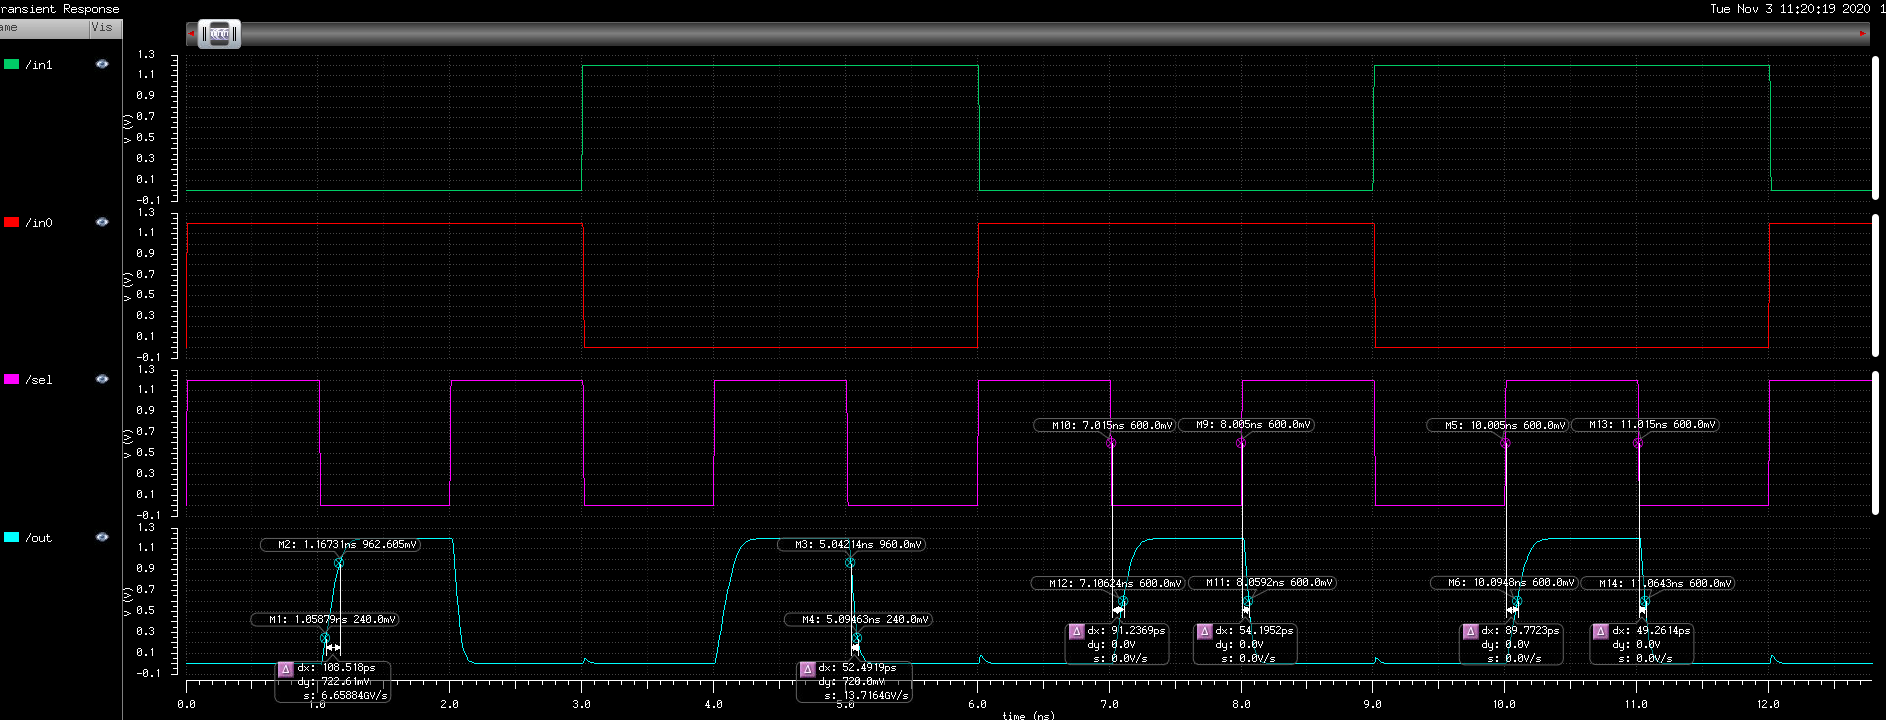 ransient Response
Tue Nov 3 11:20:19 2020 1
ame Vis
/in1
1.3
1.1
0.9
0.7
0.5
0.3
0.1
-0.1
V (V)
/in0
1.3
1.1
0.9
0.7
0.5
0.3
0.1
-0.1
V (V)
/sel
1.3
1.1
0.9
0.7
0.5
0.3
0.1
-0.1
V (V)
M10: 7.015ns 600.0mV
M9: 8.005ns 600.0mV
M5: 10.005ns 600.0mV
M13: 11.015ns 600.0mV
/out
1.3
1.1
0.9
0.7
0.5
0.3
0.1
-0.1
V (V)
M2: 1.16731ns 962.605mV
M3: 5.04214ns 960.0mV
M12: 7.10624ns 600.0mV
M11: 8.0592ns 600.0mV
M6: 10.0948ns 600.0mV
M14: 11.0643ns 600.0mV
M1: 1.05879ns 240.0mV
M4: 5.09463ns 240.0mV
dx: 91.2369ps
dy: 0.0V
s: 0.0V/s
dx: 54.1952ps
dy: 0.0V
s: 0.0V/s
dx: 89.7723ps
dy: 0.0V
s: 0.0V/s
dx: 49.2614ps
dy: 0.0V
s: 0.0V/s
dx: 108.518ps
dy: 722.61mV
s: 6.65884GV/s
dx: 52.4919ps
dy: 720.0mV
s: 13.7164GV/s
0.0 1.0 2.0 3.0 4.0 5.0 6.0 7.0 8.0 9.0 10.0 11.0 12.0
time (ns)